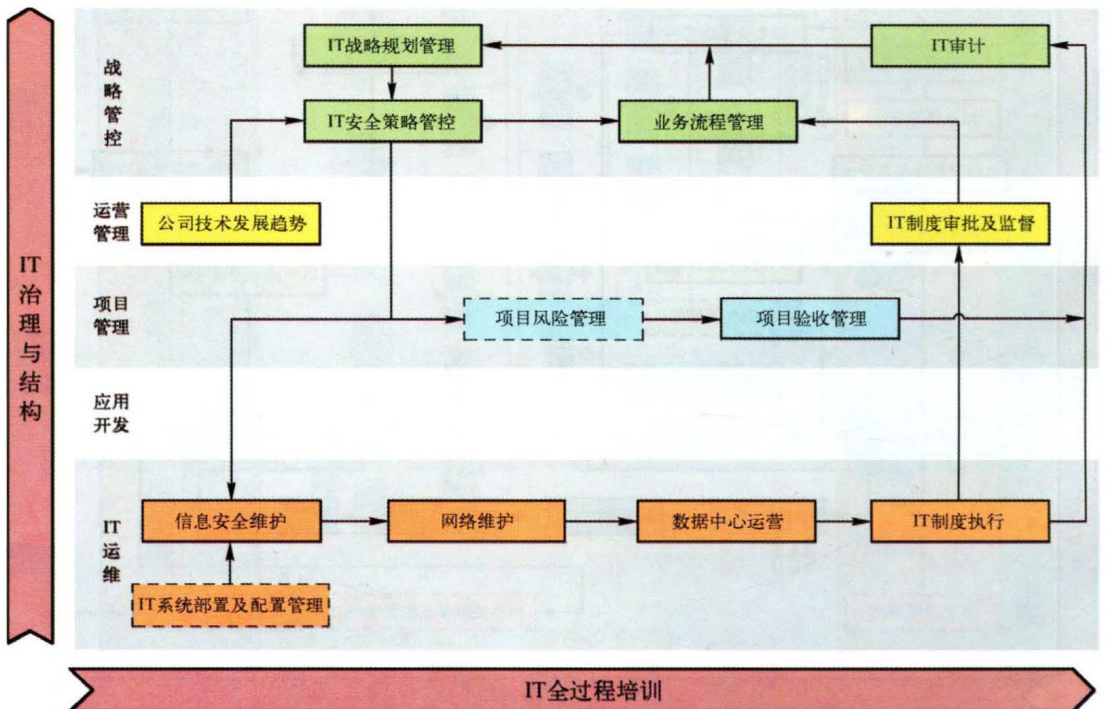 IT治理与结构
战略管控
IT战略规划管理
IT审计
IT安全策略管控
业务流程管理
运营
管理
公司技术发展趋势
IT制度审批及监督
项目
管理
项目风险管理
项目验收管理
应用
开发
IT运维
信息安全维护
网络维护
数据中心运营
IT制度执行
IT系统部置及配置管理
IT全过程培训